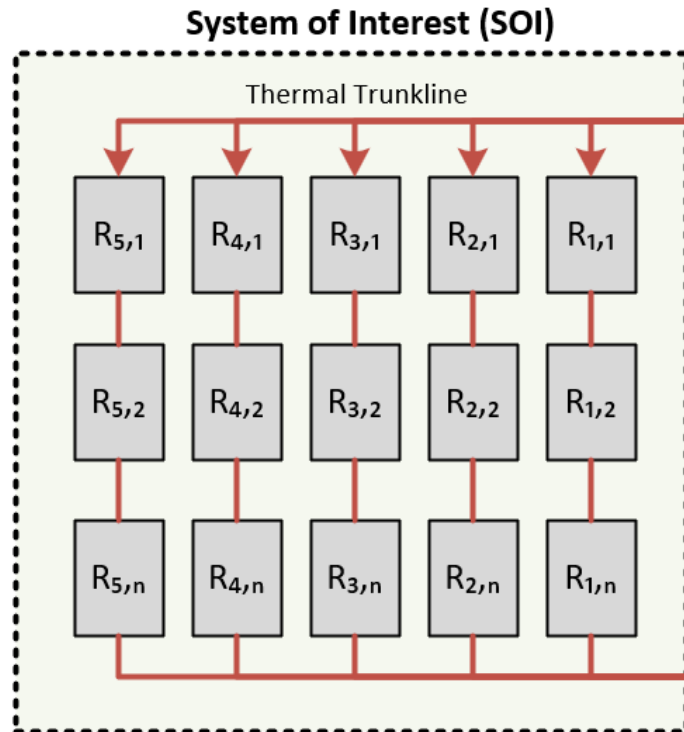 System of Interest (SOI)
Thermal Trunkline
R5,1 R4,1 R3,1 R2,1 R1,1
R5,2 R4,2 R3,2 R2,2 R1,2
R5,n R4,n R3,n R2,n R1,n